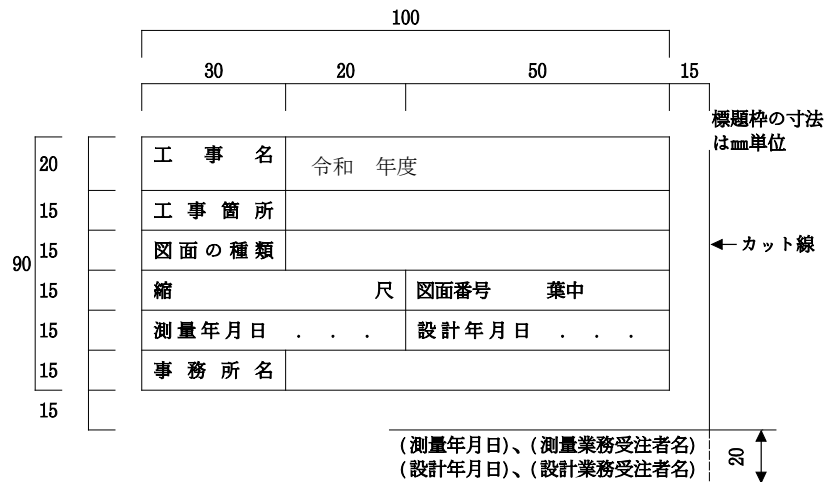 100
30 20 50 15
標題枠の寸法
は㎜単位
20 工事名 令和 年度
15 工事箇所
15 図面の種類
カット線
90
15 縮 尺 図面番号 葉中
15 測量年月日 . . . 設計年月日 . . .
15 事務所名
15
(測量年月日)、(測量業務受注者名)
(設計年月日)、(設計業務受注者名)
20